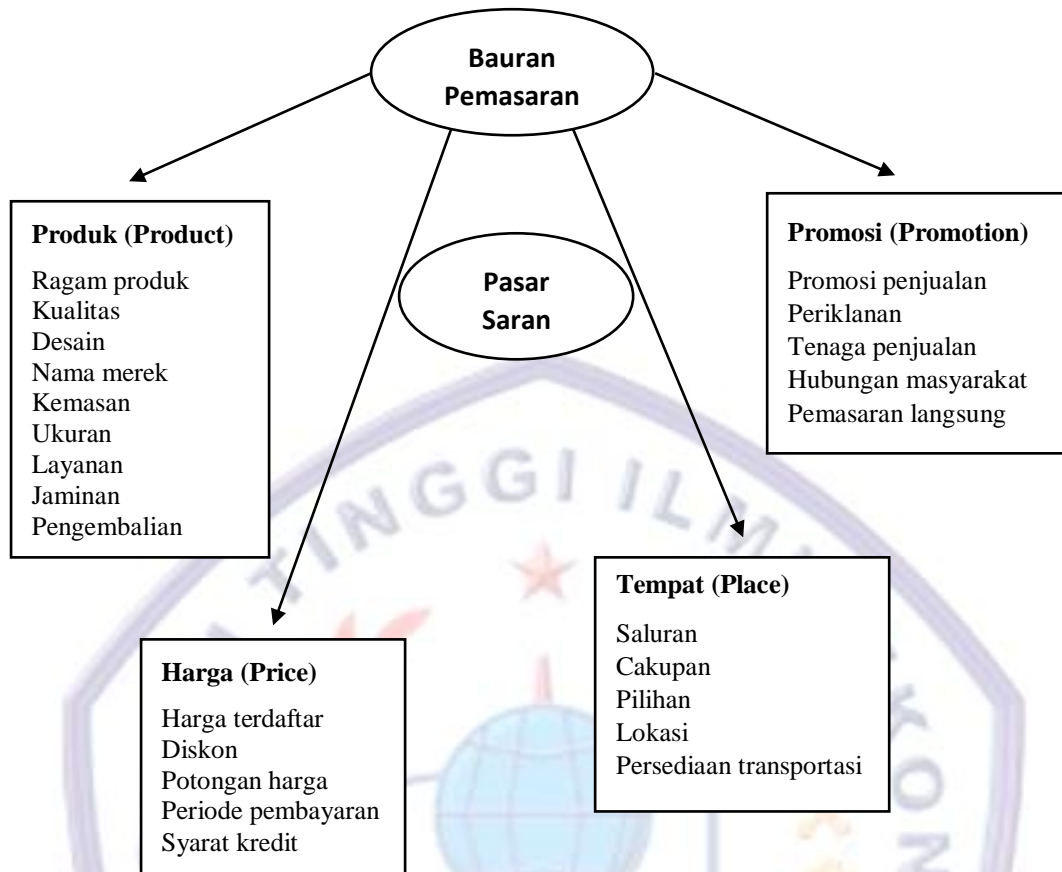 Bauran
Pemasaran
Produk (Product)
Ragam produk
Kualitas
Desain
Nama merek
Kemasan
Ukuran
Layanan
Jaminan
Pengembalian
Pasar
Saran
Promosi (Promotion)
Promosi penjualan
Periklanan
Tenaga penjualan
Hubungan masyarakat
Pemasaran langsung
Harga (Price)
Harga terdaftar
Diskon
Potongan harga
Periode pembayaran
Syarat kredit
Tempat (Place)
Saluran
Cakupan
Pilihan
Lokasi
Persediaan transportasi
TINGGI